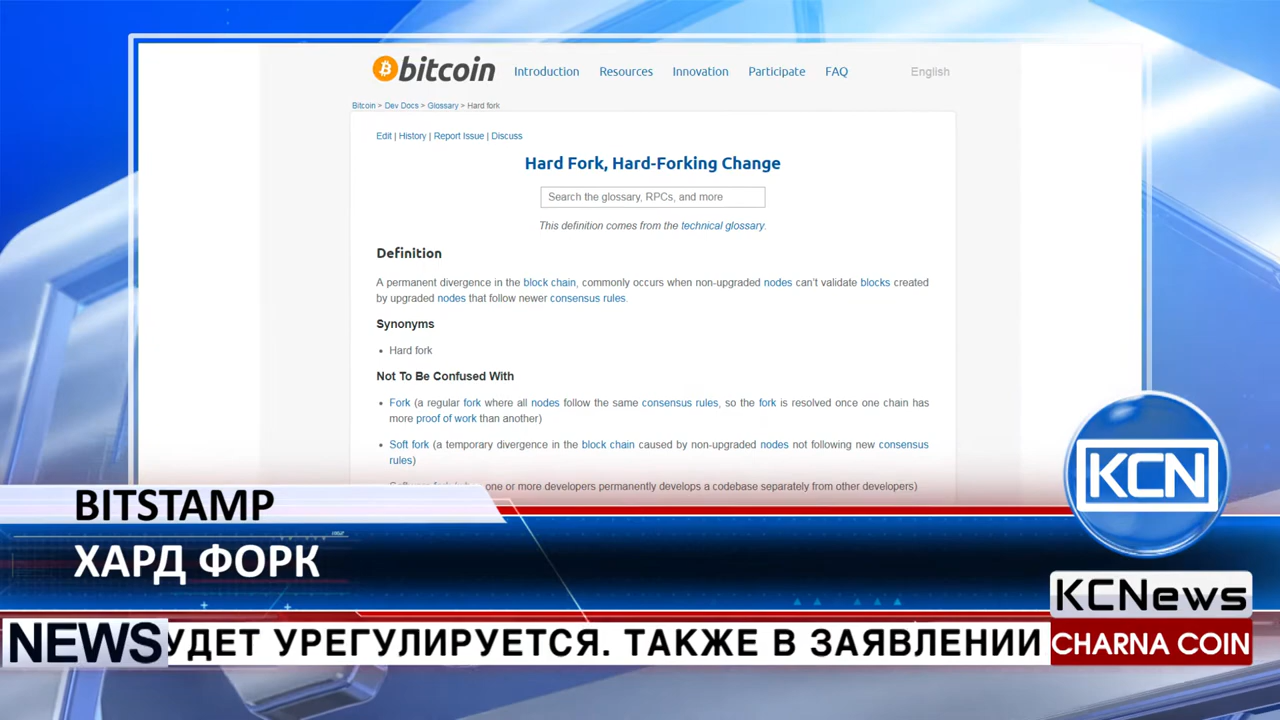 bitcoin Introduction Resources Innovation Participate FAQ English
Bitcoin > Dev Docs > Glossary > Hard fork
Edit | History | Report Issue | Discuss
Hard Fork, Hard-Forking Change
Search the glossary, RPCs, and more
This definition comes from the technical glossary.
Definition
A permanent divergence in the block chain, commonly occurs when non-upgraded nodes can't validate blocks created
by upgraded nodes that follow newer consensus rules.
Synonyms
• Hard fork
Not To Be Confused With
• Fork (a regular fork where all nodes follow the same consensus rules, so the fork is resolved once one chain has
more proof of work than another)
• Soft fork (a temporary divergence in the block chain caused by non-upgraded nodes not following new consensus
rules)
one or more developers permanently develops a codebase separately from other developers)
KCN
BITSTAMP
ХАРД ФОРК
KCNews
NEWS УДЕТ УРЕГУЛИРУЕТСЯ. ТАКЖЕ В ЗАЯВЛЕНИИ
CHARNA COIN